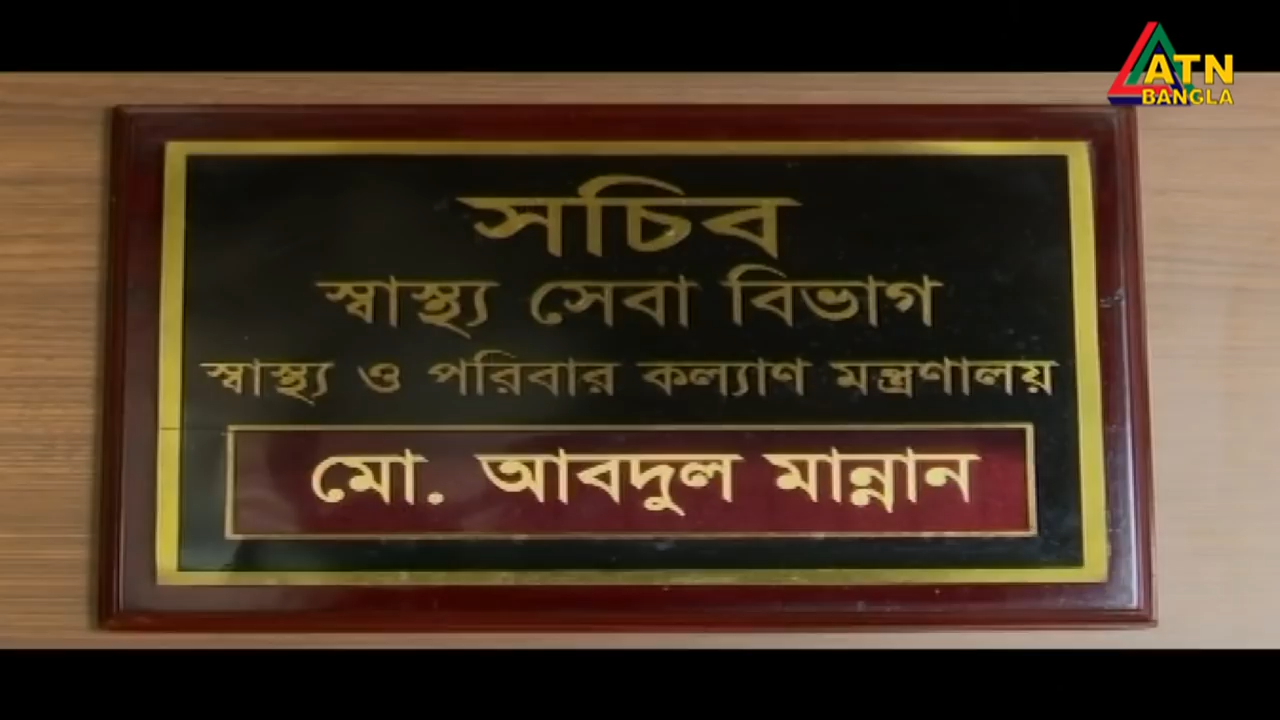 ATN
BANGLA
সচিব
স্বাস্থ্য সেবা বিভাগ
স্বাস্থ্য ও পরিবার কল্যাণ মন্ত্রণালয়
মো. আবদুল মান্নান